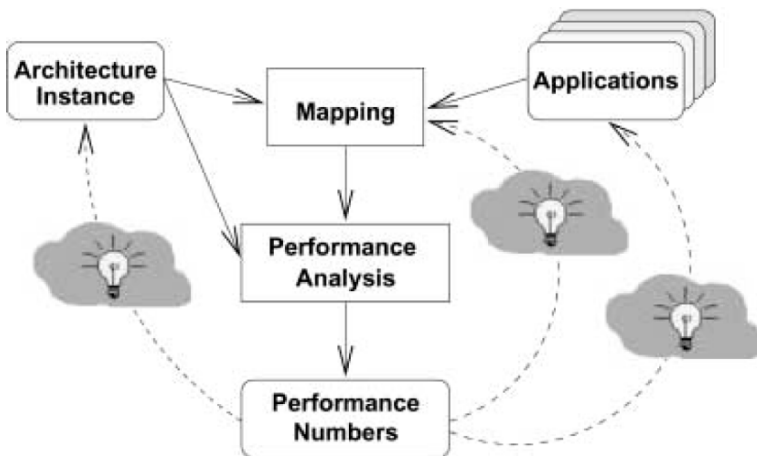 Architecture
Instance
Mapping
Applications
Performance
Analysis
Performance
Numbers